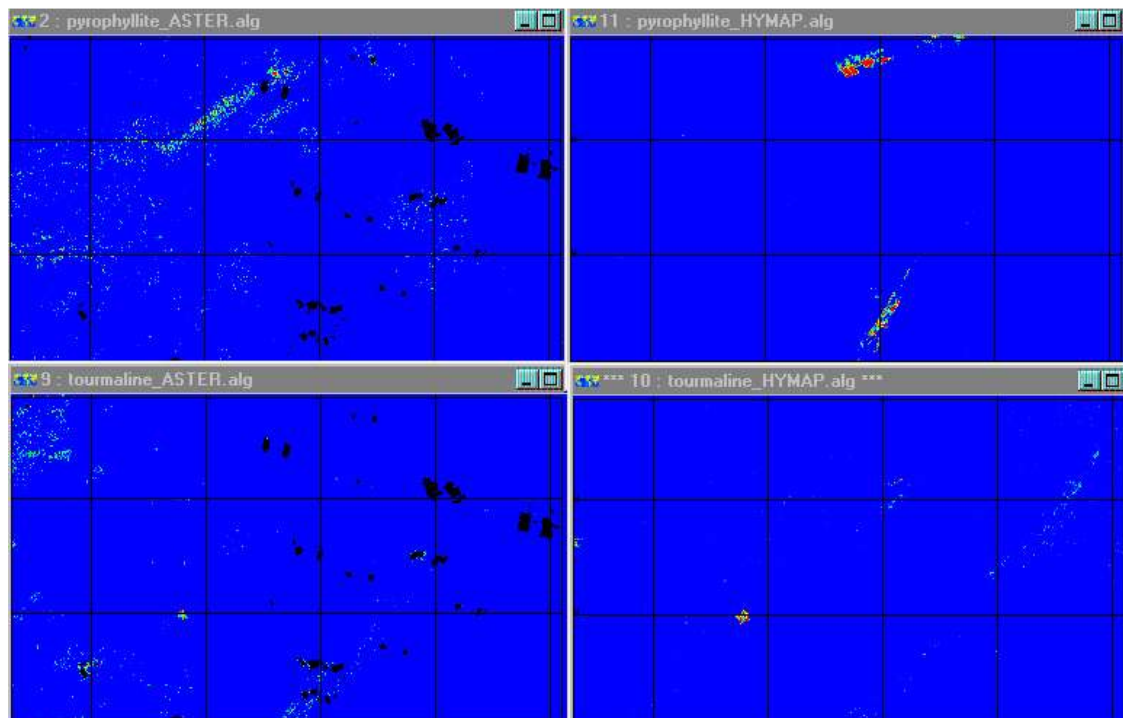 2 : pyrophyllite_ASTER.alg
11 : pyrophyllite_HYMAP.alg
9 : tourmaline_ASTER.alg
*** 10 : tourmaline_HYMAP.alg ***